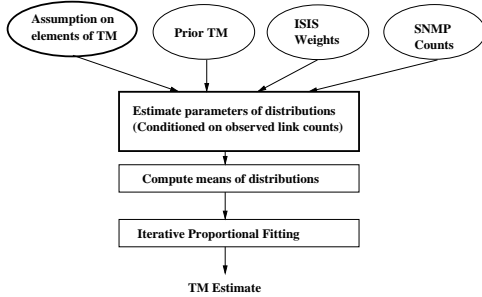 Assumption on
elements of TM
Prior TM
ISIS
Weights
SNMP
Counts
Estimate parameters of distributions
(Conditioned on observed link counts)
Compute means of distributions
Iterative Proportional Fitting
TM Estimate